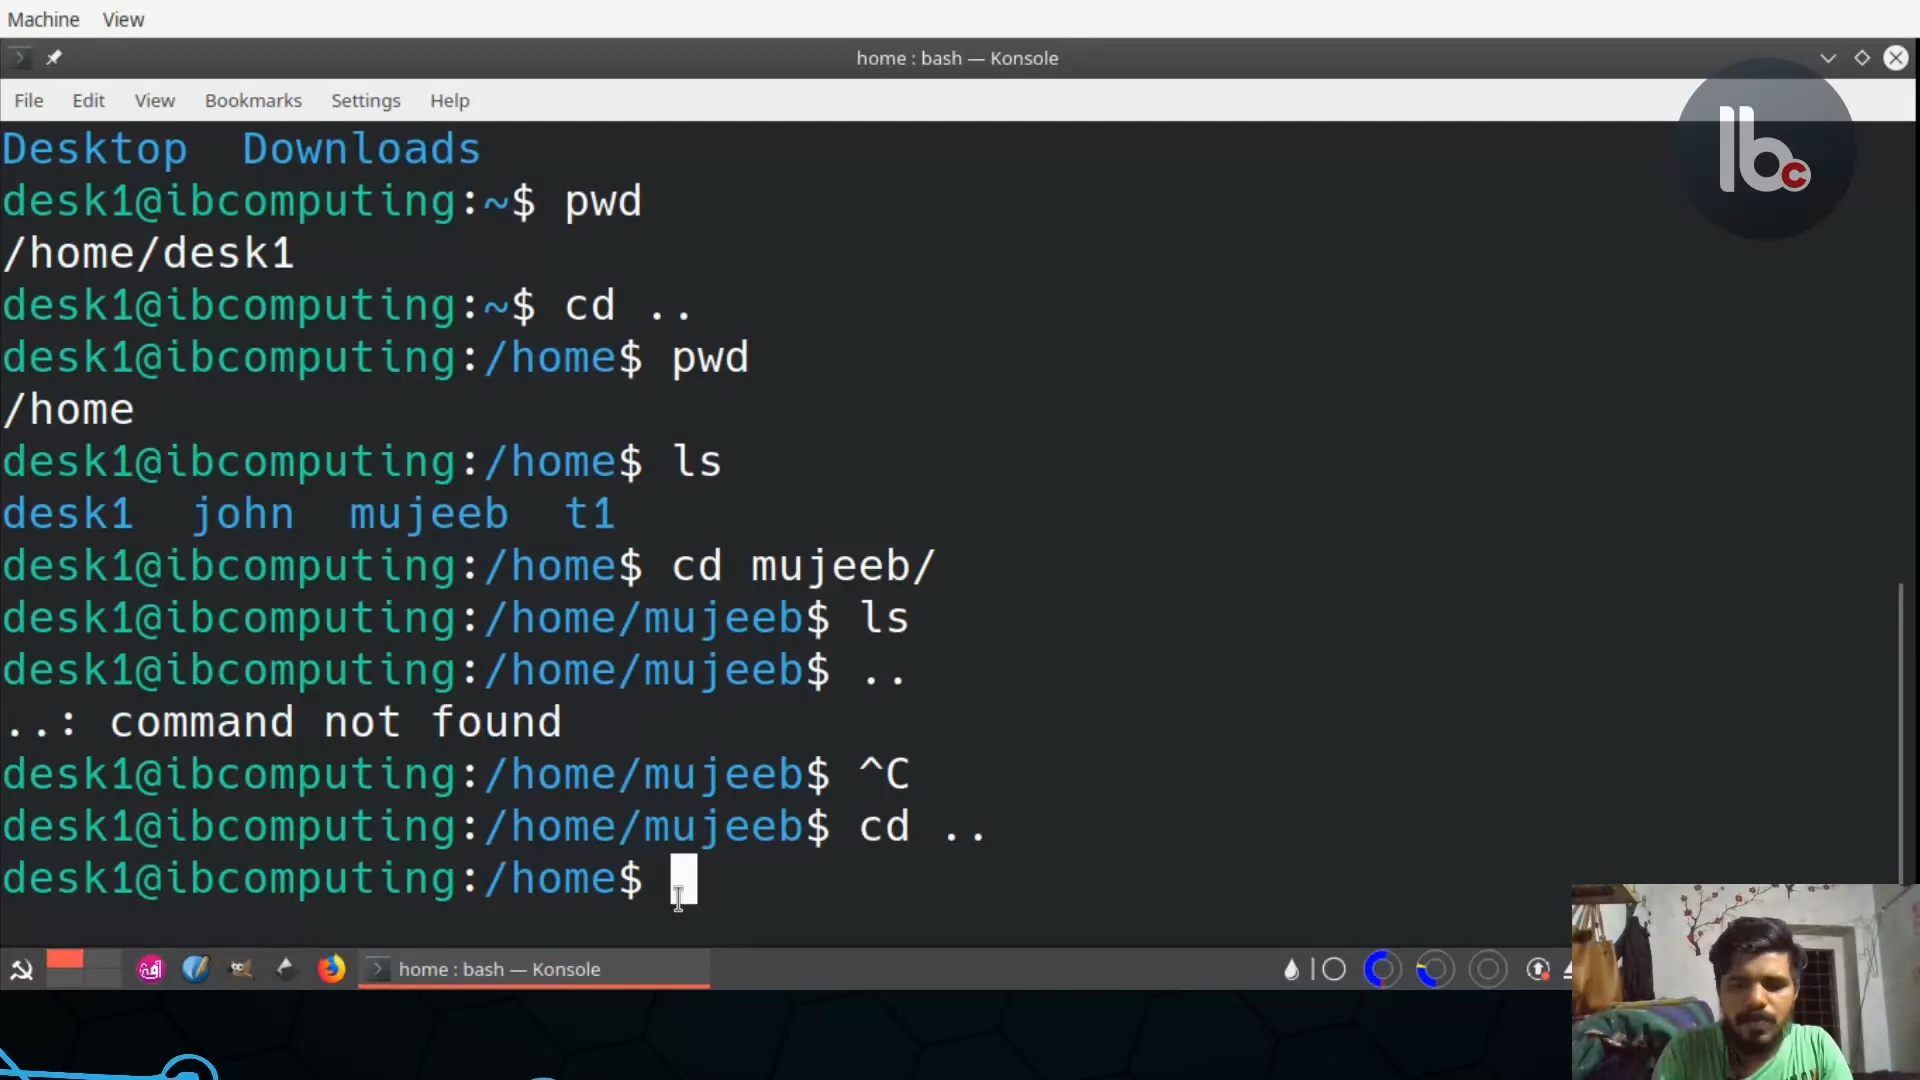 Machine View
home : bash — Konsole
File Edit View Bookmarks Settings Help
Desktop Downloads
desk1@ibcomputing:~$ pwd
/home/desk1
desk1@ibcomputing:~$ cd ..
desk1@ibcomputing:/home$ pwd
/home
desk1@ibcomputing:/home$ ls
desk1 john mujeeb t1
desk1@ibcomputing:/home$ cd mujeeb/
desk1@ibcomputing:/home/mujeeb$ ls
desk1@ibcomputing:/home/mujeeb$ ..
..: command not found
desk1@ibcomputing:/home/mujeeb$ ^C
desk1@ibcomputing:/home/mujeeb$ cd ..
desk1@ibcomputing:/home$
home : bash — Konsole
Ibc